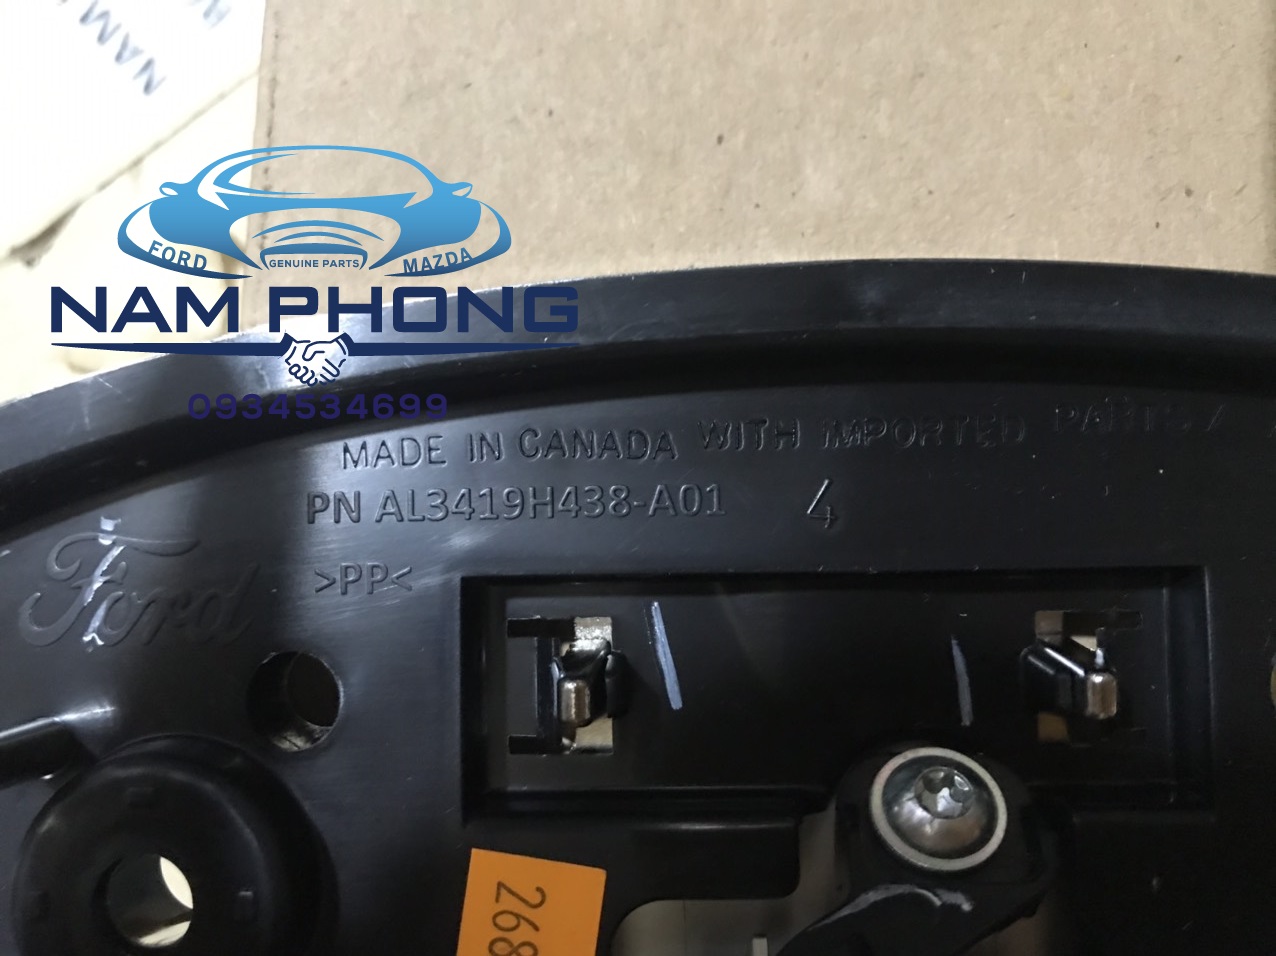 NAM
FORD
GENUINE PARTS
MAZDA
NAM PHONG
0934534699
MADE IN CANADA WITH IMPORTED PARTS /
PN AL3419H438-A01 4
Ford
>PP<
268